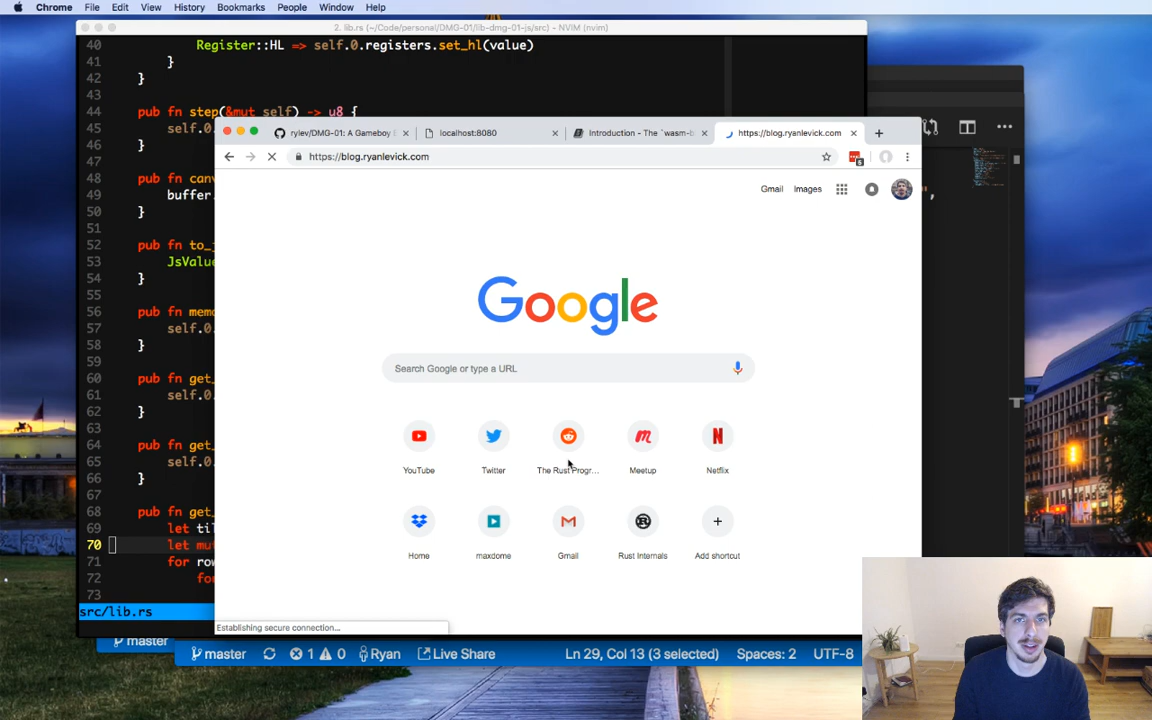 Chrome File Edit View History Bookmarks People Window Help
2. lib.rs (~/Code/personal/DMG-01/lib-dmg-01-js/src) - NVIM (nvim)
40 Register::HL => self.0.registers.set_hl(value)
41 }
42 }
43
44 pub fn step(&mut self) -> u8 {
45 self.0.
46 }
47
48 pub fn can
49 buffer.
50 }
51
52 pub fn to_
53 JsValue
54 }
55
56 pub fn memo
57 self.0.
58 }
59
60 pub fn get_
61 self.0.
62 }
63
64 pub fn get_
65 self.0.
66 }
67
68 pub fn get_
69 let til
70 let mut
71 for row
72 for
73
src/lib.rs
rylev/DMG-01: A Gameboy E
localhost:8080
Introduction - The `wasm-b
https://blog.ryanlevick.com
https://blog.ryanlevick.com
5
Gmail Images
Google
Search Google or type a URL
YouTube Twitter The Rust Progr... Meetup Netflix
Home maxdome Gmail Rust Internals Add shortcut
Establishing secure connection...
master
master 1 0 Ryan Live Share Ln 29, Col 13 (3 selected) Spaces: 2 UTF-8